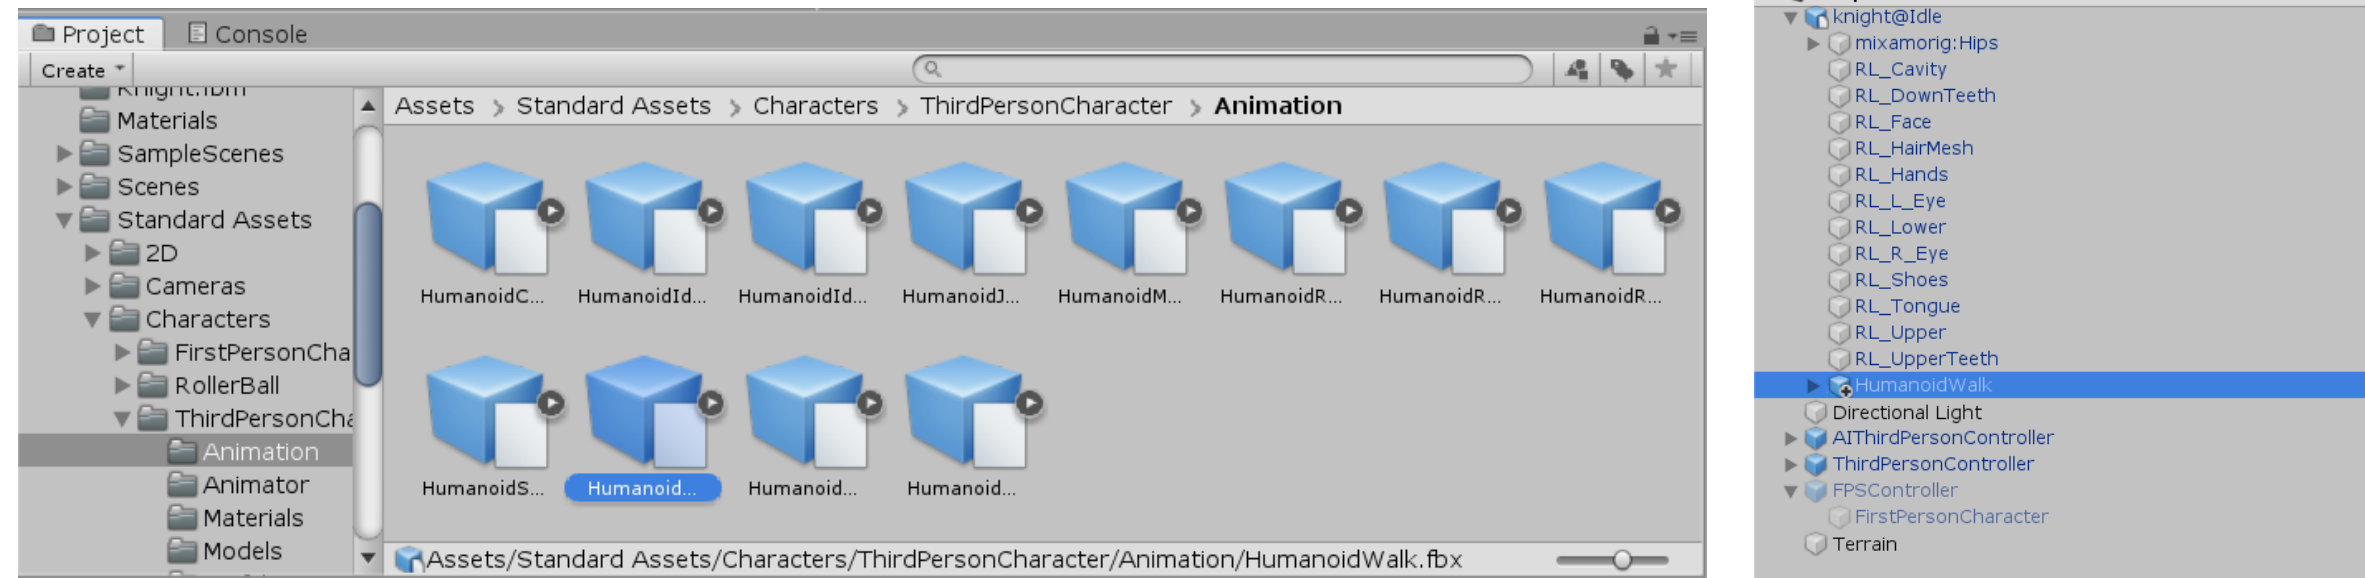 Project
Console
Create
Knight.fbm
Materials
SampleScenes
Scenes
Standard Assets
2D
Cameras
Characters
FirstPersonCha
RollerBall
ThirdPersonCha
Animation
Animator
Materials
Models
Assets > Standard Assets > Characters > ThirdPersonCharacter > Animation
HumanoidC...
HumanoidId...
HumanoidId...
HumanoidJ...
HumanoidM...
HumanoidR...
HumanoidR...
HumanoidR...
HumanoidS...
Humanoid...
Humanoid...
Humanoid...
Assets/Standard Assets/Characters/ThirdPersonCharacter/Animation/HumanoidWalk.fbx
knight@Idle
mixamorig:Hips
RL_Cavity
RL_DownTeeth
RL_Face
RL_HairMesh
RL_Hands
RL_L_Eye
RL_Lower
RL_R_Eye
RL_Shoes
RL_Tongue
RL_Upper
RL_UpperTeeth
HumanoidWalk
Directional Light
AIThirdPersonController
ThirdPersonController
FPSController
FirstPersonCharacter
Terrain